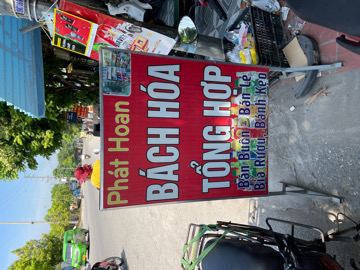 Phát Hoan
BÁCH HÓA
TỔNG HỢP
Bán Buôn - Bán Lẻ
Bia Rượu, Bánh Kẹo